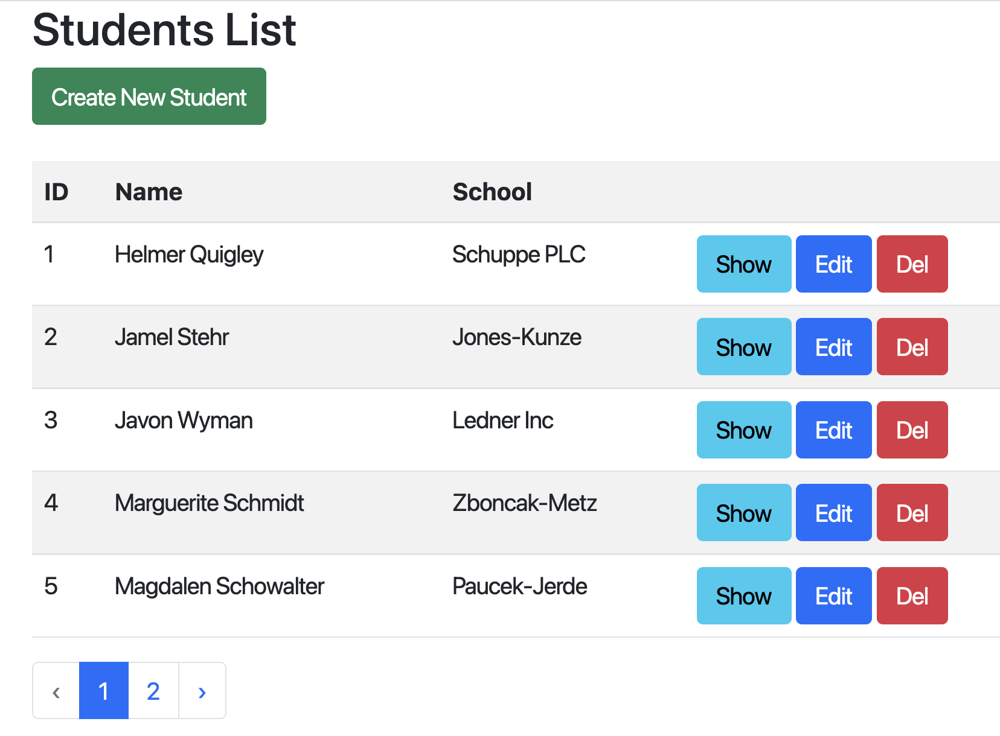 Students List
Create New Student
ID Name School
1 Helmer Quigley Schuppe PLC Show Edit Del
2 Jamel Stehr Jones-Kunze Show Edit Del
3 Javon Wyman Ledner Inc Show Edit Del
4 Marguerite Schmidt Zboncak-Metz Show Edit Del
5 Magdalen Schowalter Paucek-Jerde Show Edit Del
‹ 1 2 ›